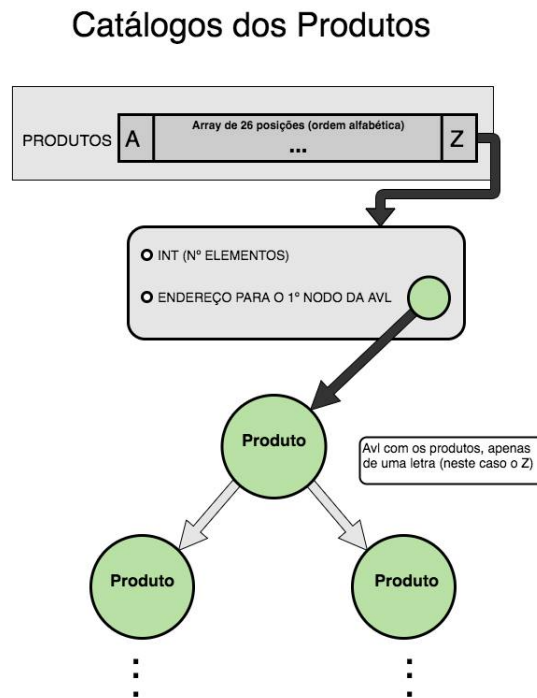 Catálogos dos Produtos
PRODUTOS
A
Array de 26 posições (ordem alfabética)
...
Z
INT (Nº ELEMENTOS)
ENDEREÇO PARA O 1º NODO DA AVL
Produto
Avl com os produtos, apenas
de uma letra (neste caso o Z)
Produto
Produto